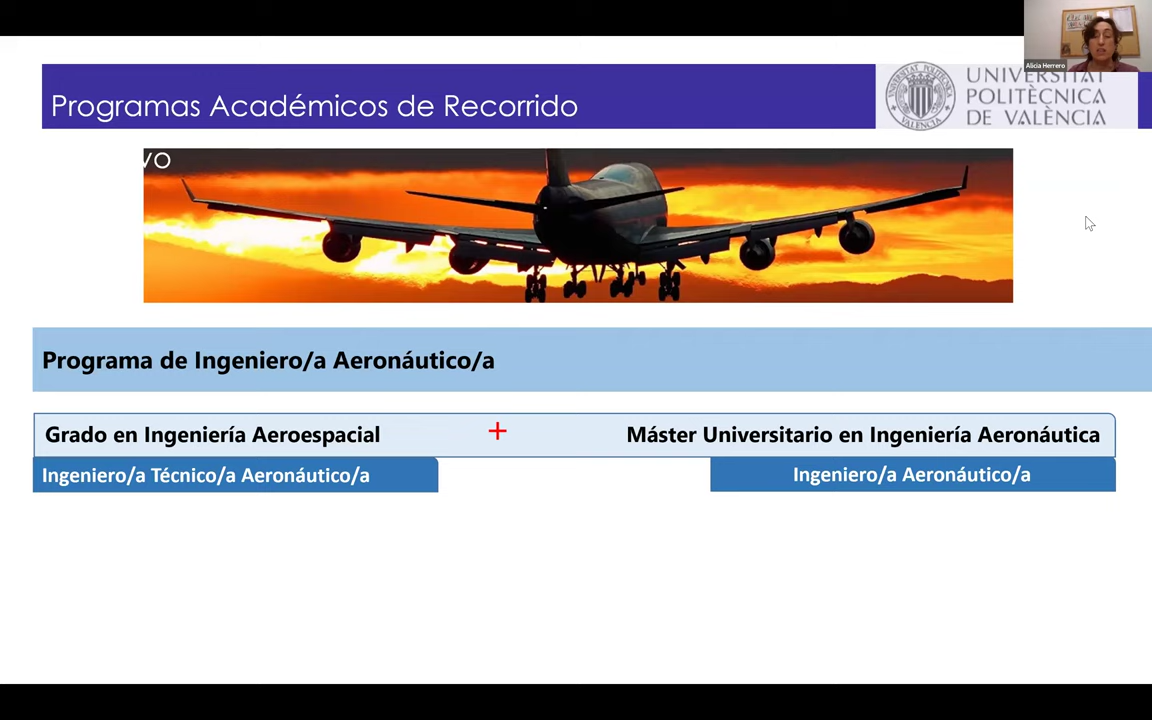 Alicia Herrero
Programas Académicos de Recorrido
UNIVERSITAT
POLITÈCNICA
DE VALÈNCIA
vo
Programa de Ingeniero/a Aeronáutico/a
Grado en Ingeniería Aeroespacial + Máster Universitario en Ingeniería Aeronáutica
Ingeniero/a Técnico/a Aeronáutico/a
Ingeniero/a Aeronáutico/a